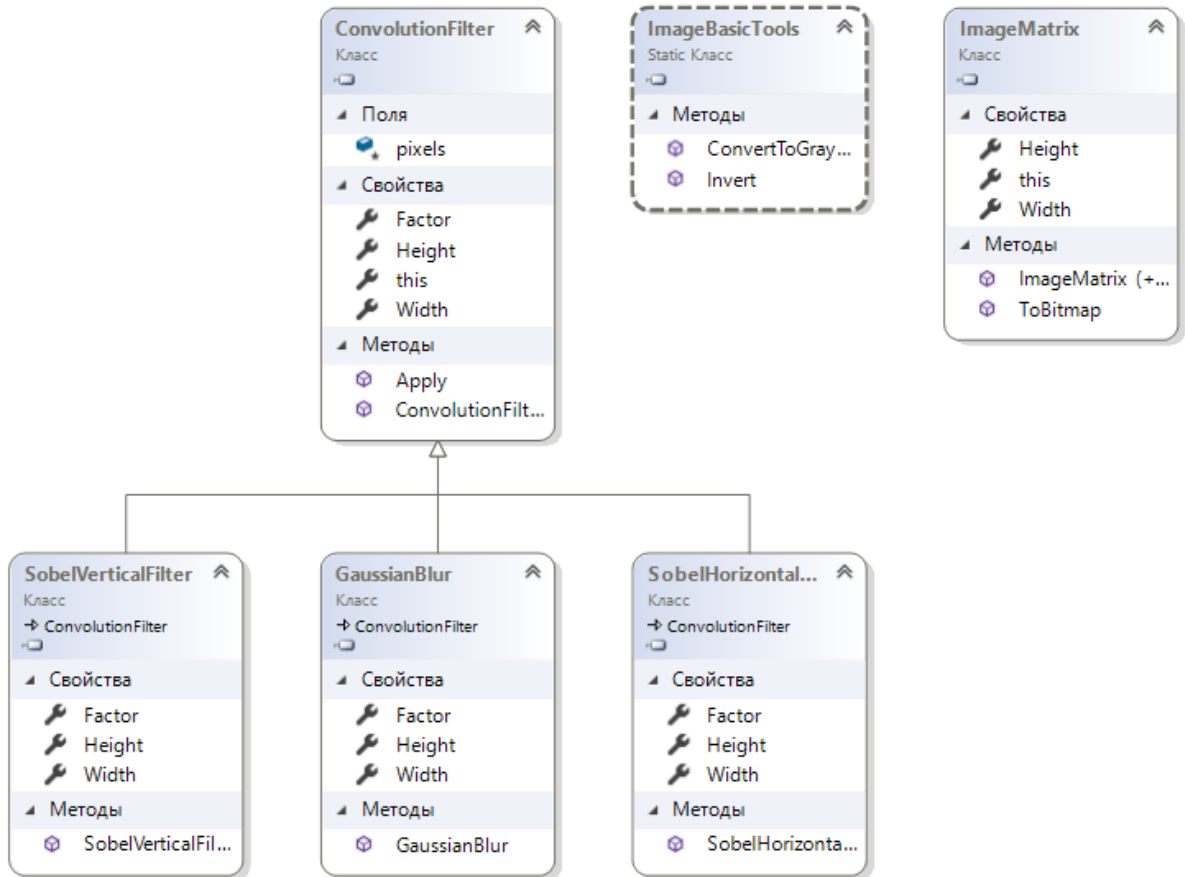 ConvolutionFilter
Класс
Поля
pixels
Свойства
Factor
Height
this
Width
Методы
Apply
ConvolutionFilt...
ImageBasicTools
Static Класс
Методы
ConvertToGray...
Invert
ImageMatrix
Класс
Свойства
Height
this
Width
Методы
ImageMatrix (+...
ToBitmap
SobelVerticalFilter
Класс
ConvolutionFilter
Свойства
Factor
Height
Width
Методы
SobelVerticalFil...
GaussianBlur
Класс
ConvolutionFilter
Свойства
Factor
Height
Width
Методы
GaussianBlur
SobelHorizontal...
Класс
ConvolutionFilter
Свойства
Factor
Height
Width
Методы
SobelHorizonta...